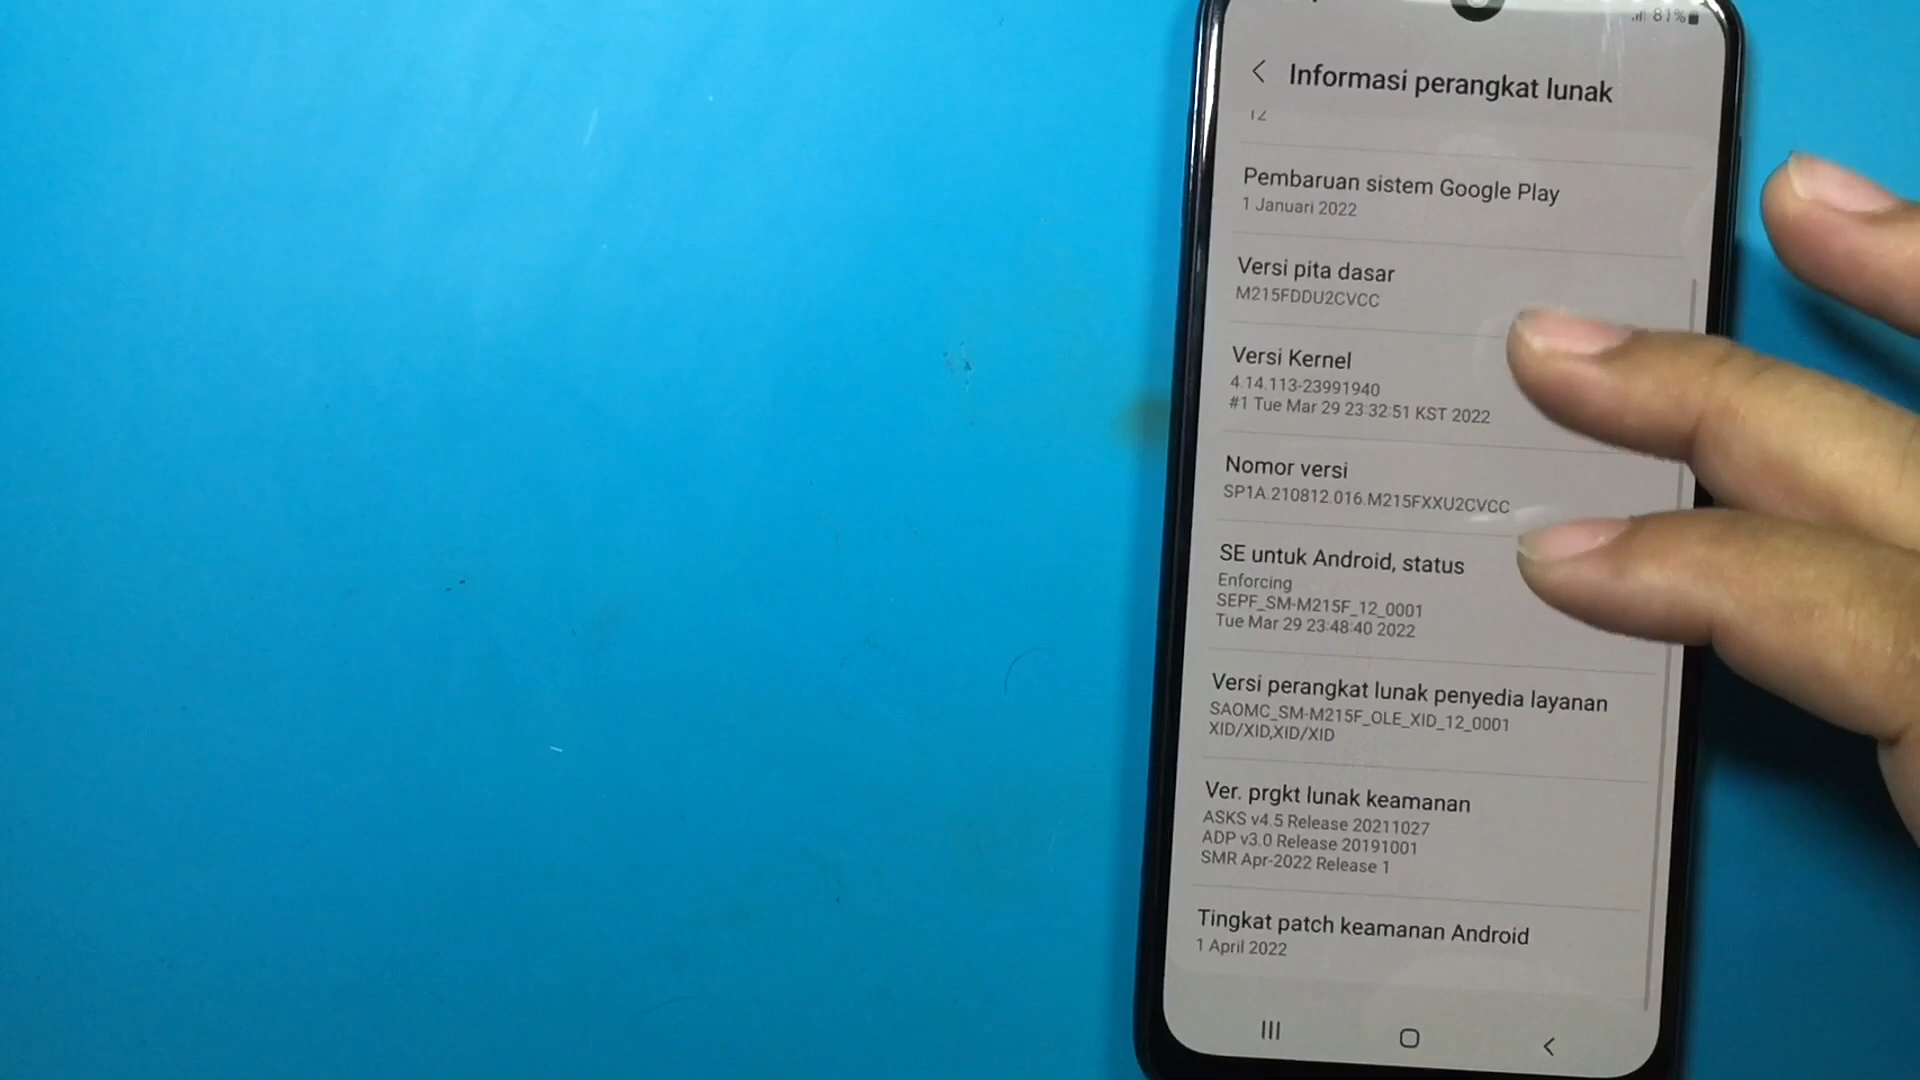 81%
Informasi perangkat lunak
12
Pembaruan sistem Google Play
1 Januari 2022
Versi pita dasar
M215FDDU2CVCC
Versi Kernel
4.14.113-23991940
#1 Tue Mar 29 23:32:51 KST 2022
Nomor versi
SP1A.210812.016.M215FXXU2CVCC
SE untuk Android, status
Enforcing
SEPF_SM-M215F_12_0001
Tue Mar 29 23:48:40 2022
Versi perangkat lunak penyedia layanan
SAOMC_SM-M215F_OLE_XID_12_0001
XID/XID,XID/XID
Ver. prgkt lunak keamanan
ASKS v4.5 Release 20211027
ADP v3.0 Release 20191001
SMR Apr-2022 Release 1
Tingkat patch keamanan Android
1 April 2022